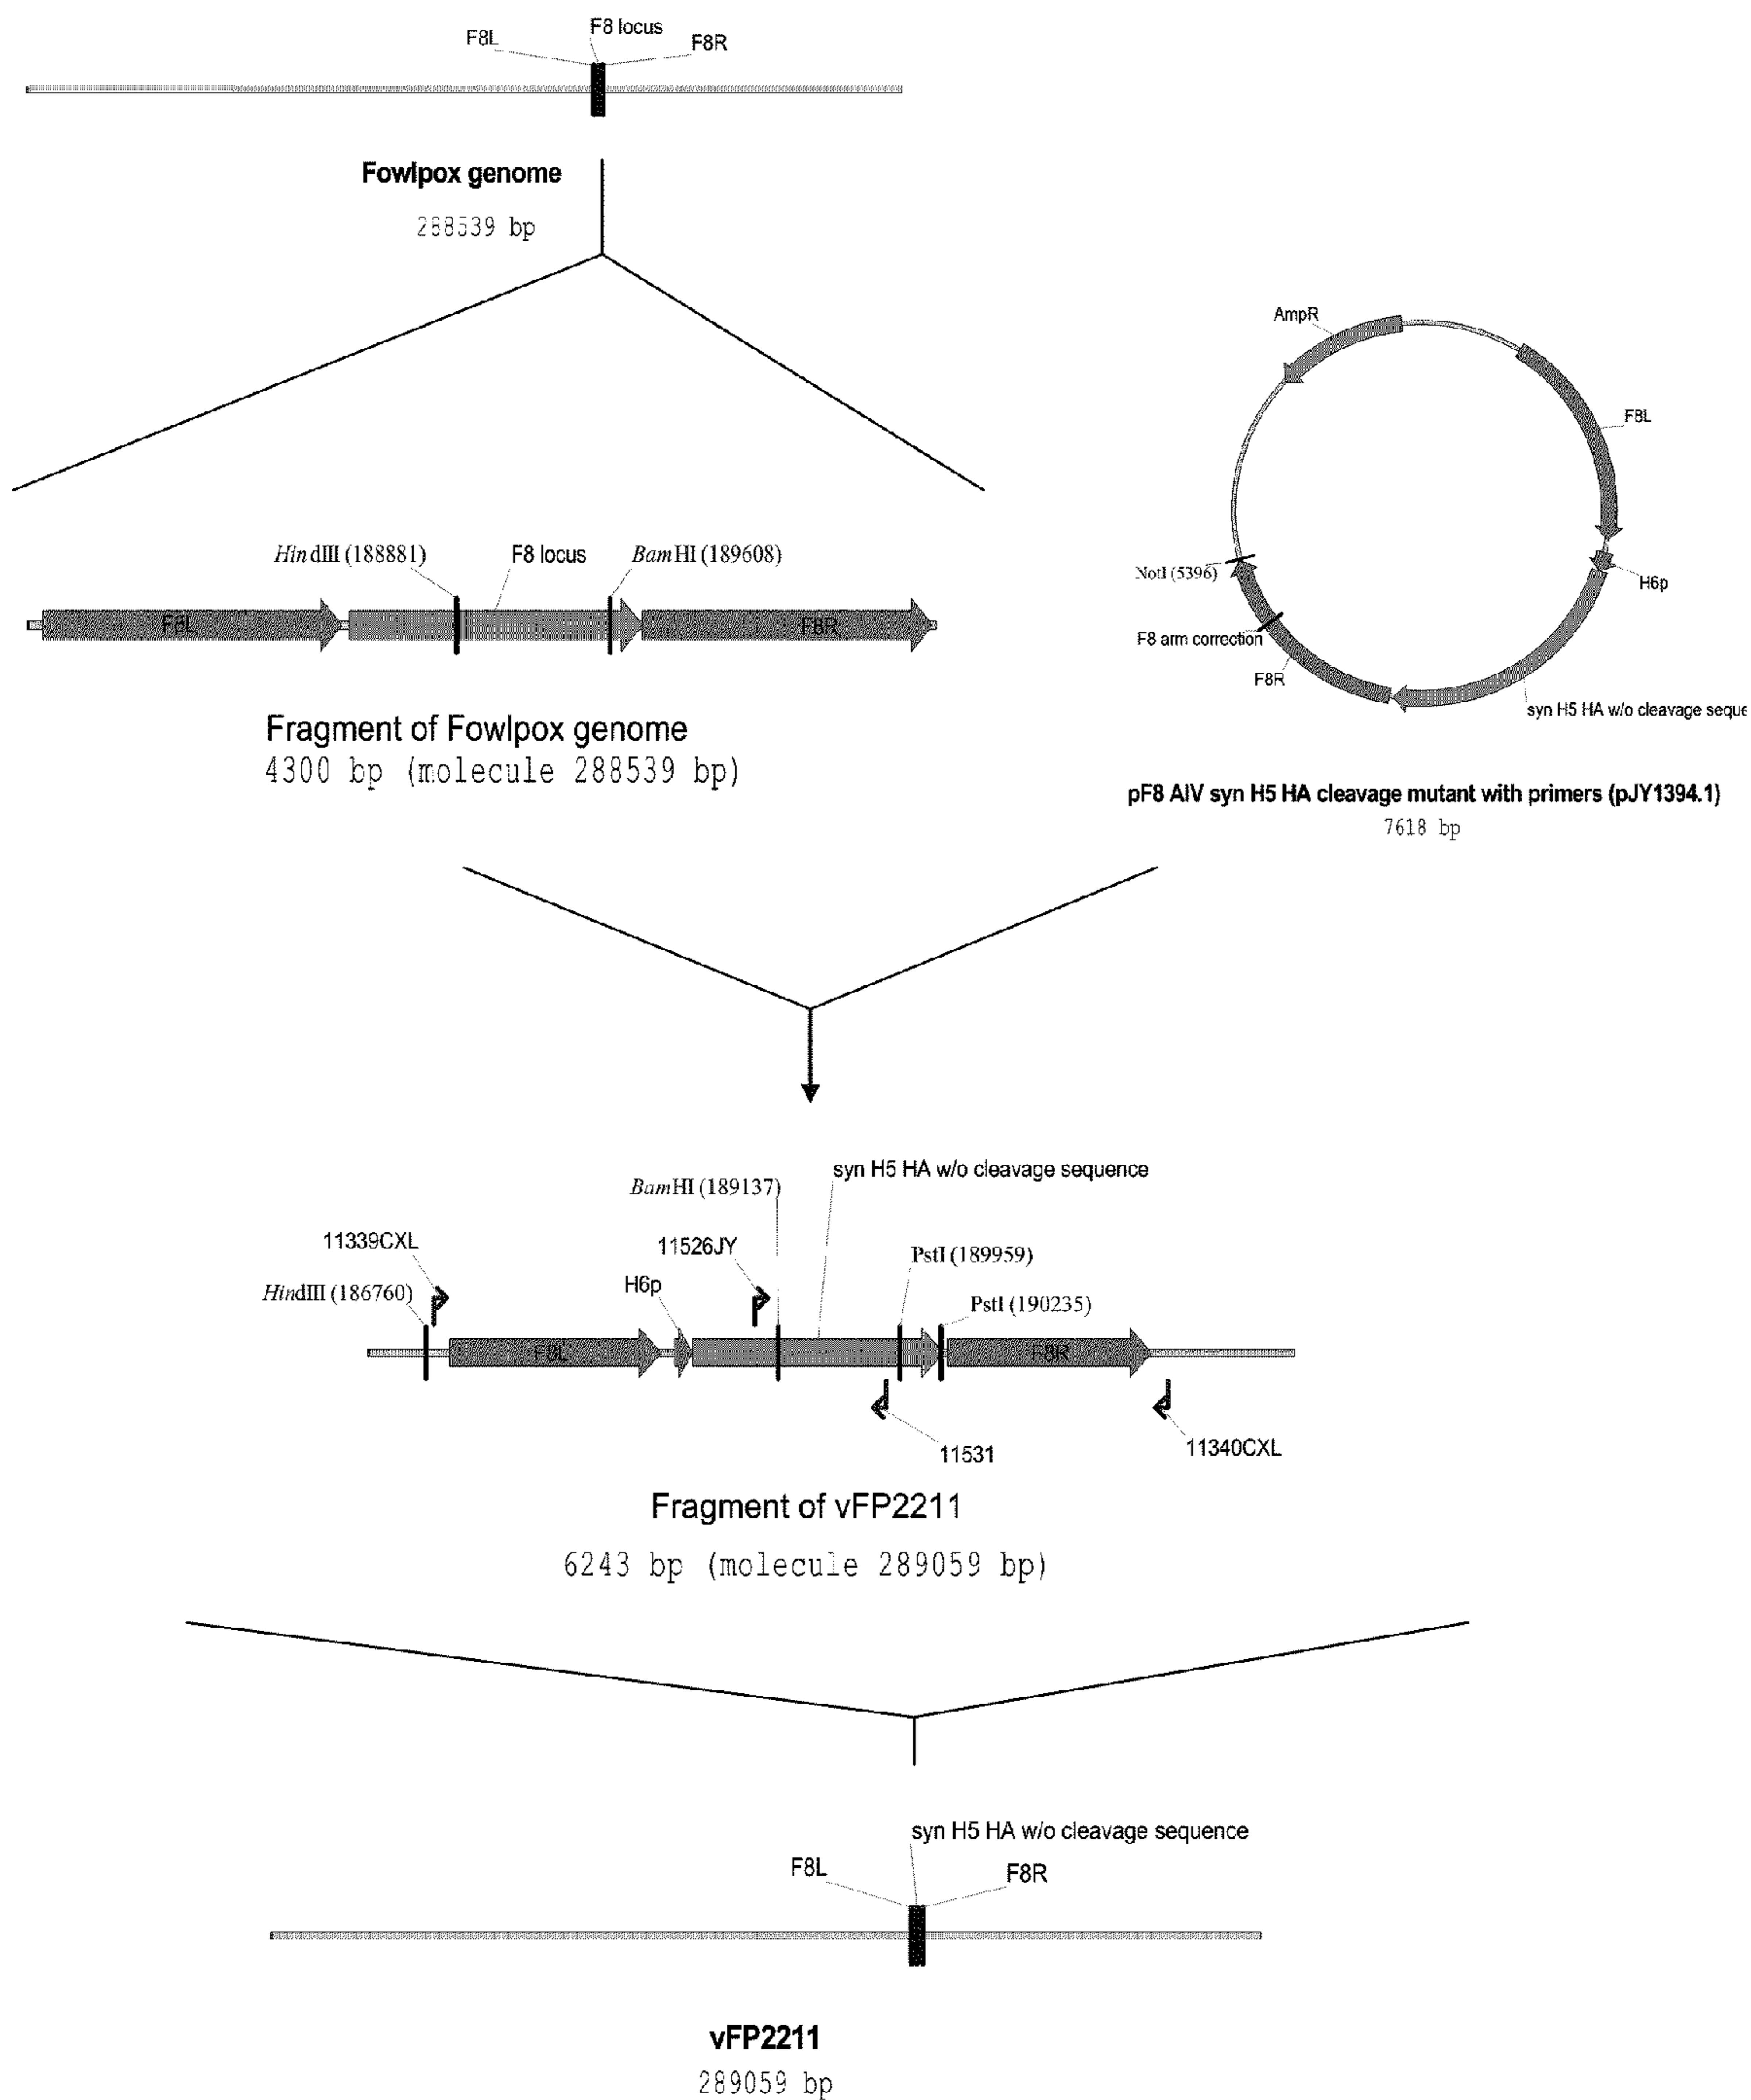 F8 locus
F8L
F8R
Fowlpox genome
288539 bp
AmpR
F8L
HindIII (188881)
F8 locus
BamHI (189608)
NotI (5396)
H6p
F8L
F8R
F8 arm correction
F8R
syn H5 HA w/o cleavage seque
Fragment of Fowlpox genome
4300 bp (molecule 288539 bp)
pF8 AIV syn H5 HA cleavage mutant with primers (pJY1394.1)
7618 bp
syn H5 HA w/o cleavage sequence
BamHI (189137)
11339CXL
11526JY
PstI (189959)
H6p
HindIII (186760)
PstI (190235)
F8L
F8R
11531
11340CXL
Fragment of vFP2211
6243 bp (molecule 289059 bp)
syn H5 HA w/o cleavage sequence
F8L
F8R
vFP2211
289059 bp